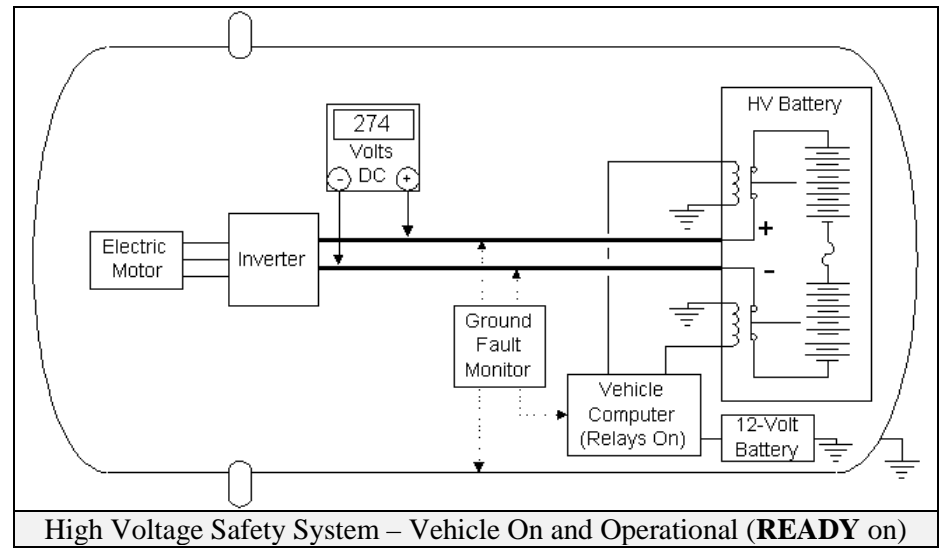 HV Battery
274
Volts
- DC +
Electric
Motor
Inverter
+
-
Ground
Fault
Monitor
Vehicle
Computer
(Relays On)
12-Volt
Battery
High Voltage Safety System – Vehicle On and Operational (READY on)